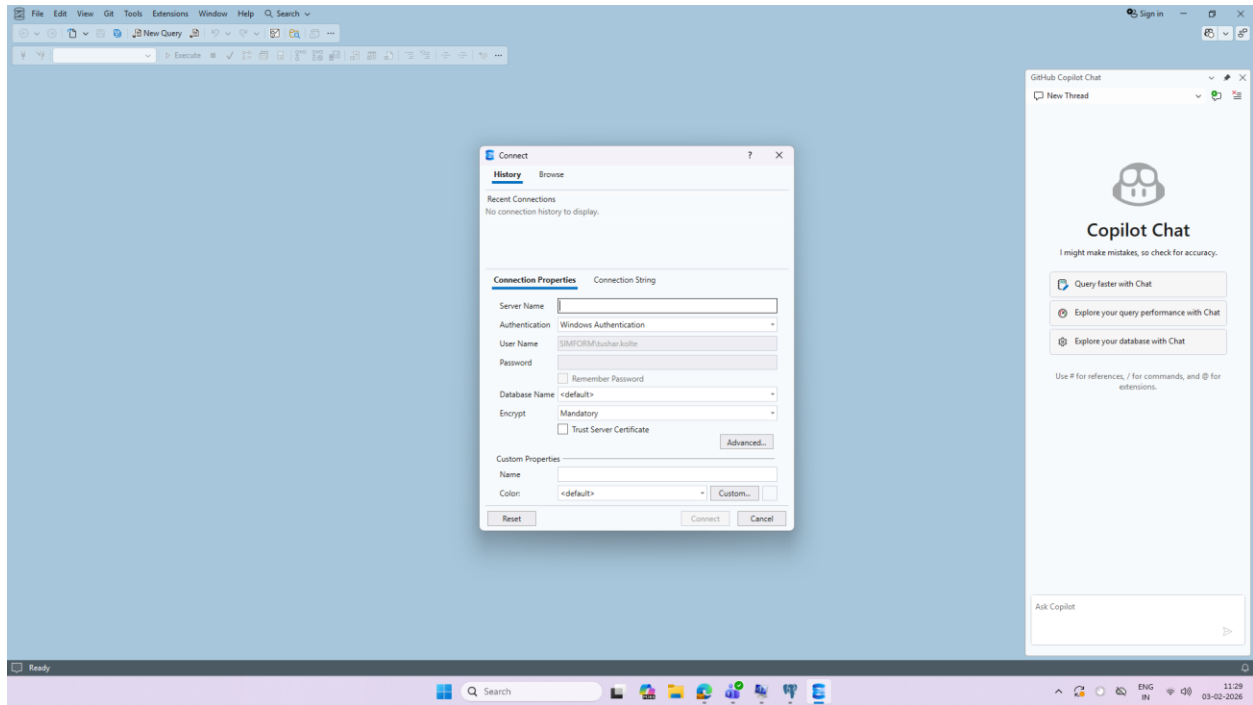 File Edit View Git Tools Extensions Window Help Search
Sign in
New Query
Execute
GitHub Copilot Chat
New Thread
Copilot Chat
I might make mistakes, so check for accuracy.
Query faster with Chat
Explore your query performance with Chat
Explore your database with Chat
Use # for references, / for commands, and @ for
extensions.
Ask Copilot
Connect ?
History Browse
Recent Connections
No connection history to display.
Connection Properties Connection String
Server Name
Authentication Windows Authentication
User Name SIMFORM\tushar.kolte
Password
Remember Password
Database Name <default>
Encrypt Mandatory
Trust Server Certificate
Advanced...
Custom Properties
Name
Color: <default> Custom...
Reset Connect Cancel
Ready
Search
ENG
IN
11:29
03-02-2026